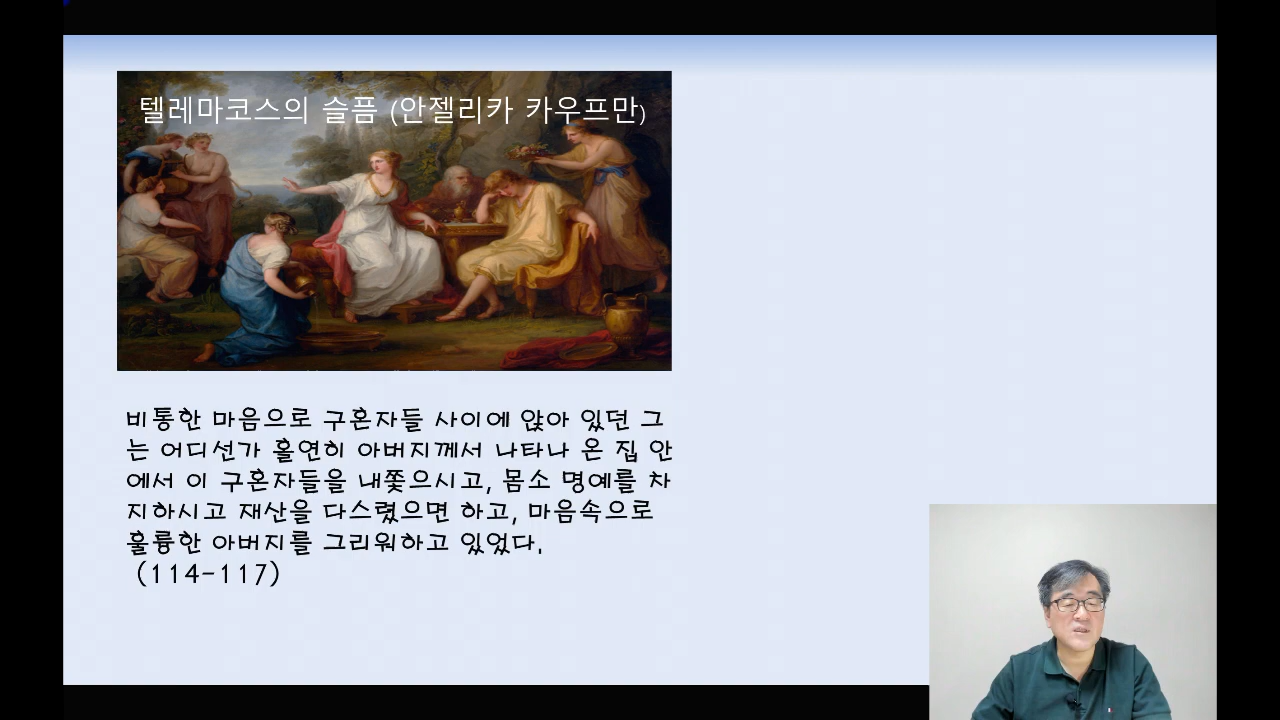 텔레마코스의 슬픔 (안젤리카 카우프만)
비통한 마음으로 구혼자들 사이에 앉아 있던 그
는 어디선가 홀연히 아버지께서 나타나 온 집 안
에서 이 구혼자들을 내쫓으시고, 몸소 명예를 차
지하시고 재산을 다스렸으면 하고, 마음속으로
훌륭한 아버지를 그리워하고 있었다.
(114-117)